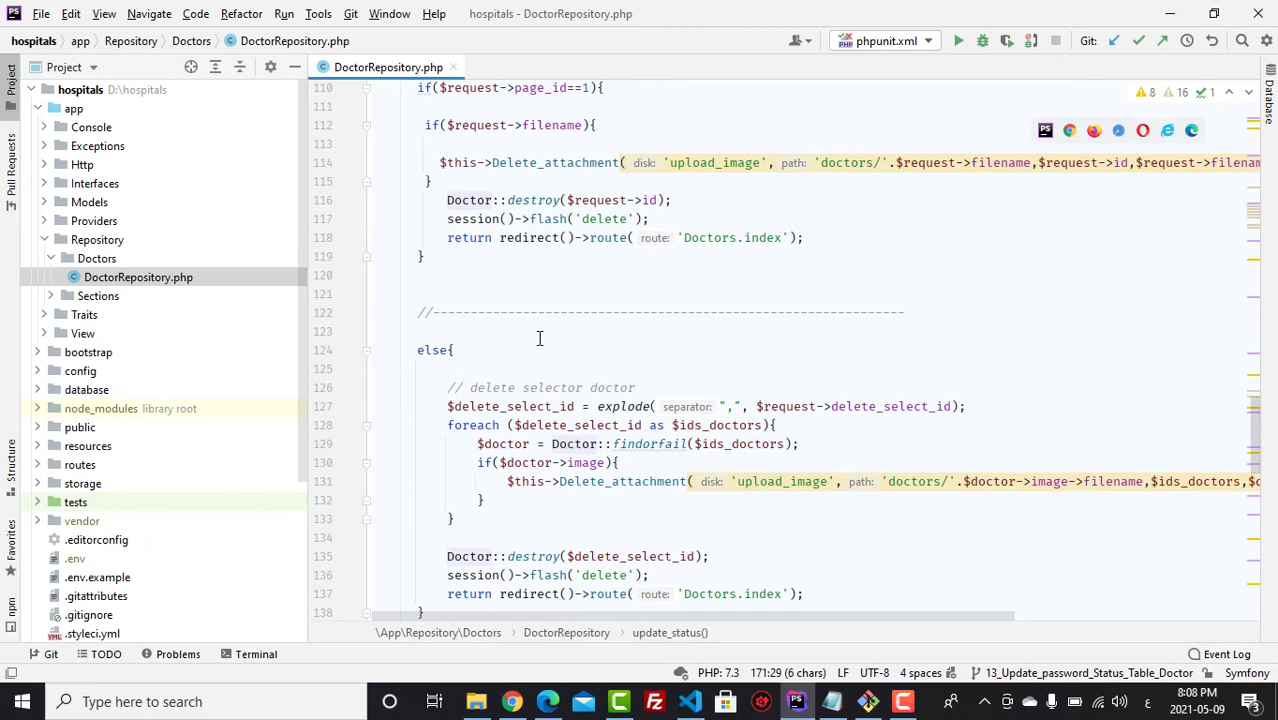 File Edit View Navigate Code Refactor Run Tools Git Window Help hospitals - DoctorRepository.php
hospitals app Repository Doctors DoctorRepository.php phpunit.xml Git:
Project DoctorRepository.php
hospitals D:\hospitals
app
Console
Exceptions
Http
Interfaces
Models
Providers
Repository
Doctors
DoctorRepository.php
Sections
Traits
View
bootstrap
config
database
node_modules library root
public
resources
routes
storage
tests
vendor
.editorconfig
.env
.env.example
.gitattributes
.gitignore
.styleci.yml
Project
Pull Requests
Structure
Favorites
npm
Database
8 16 1
110 if($request->page_id==1){
111
112 if($request->filename){
113
114 $this->Delete_attachment( disk: 'upload_image', path: 'doctors/'.$request->filename,$request->id,$request->filenam
115 }
116 Doctor::destroy($request->id);
117 session()->flash('delete');
118 return redirect()->route( route: 'Doctors.index');
119 }
120
121
122 //---------------------------------------------------------------
123
124 else{
125
126 // delete selector doctor
127 $delete_select_id = explode( separator: ",", $request->delete_select_id);
128 foreach ($delete_select_id as $ids_doctors){
129 $doctor = Doctor::findorfail($ids_doctors);
130 if($doctor->image){
131 $this->Delete_attachment( disk: 'upload_image', path: 'doctors/'.$doctor->image->filename,$ids_doctors,$d
132 }
133 }
134
135 Doctor::destroy($delete_select_id);
136 session()->flash('delete');
137 return redirect()->route( route: 'Doctors.index');
138 }
\App\Repository\Doctors DoctorRepository update_status()
Git TODO Problems Terminal Event Log
PHP: 7.3 171:29 (6 chars) LF UTF-8 4 spaces 13_Update_password_Status_Table_Doctor Symfony
Type here to search 8:08 PM
2021-05-09